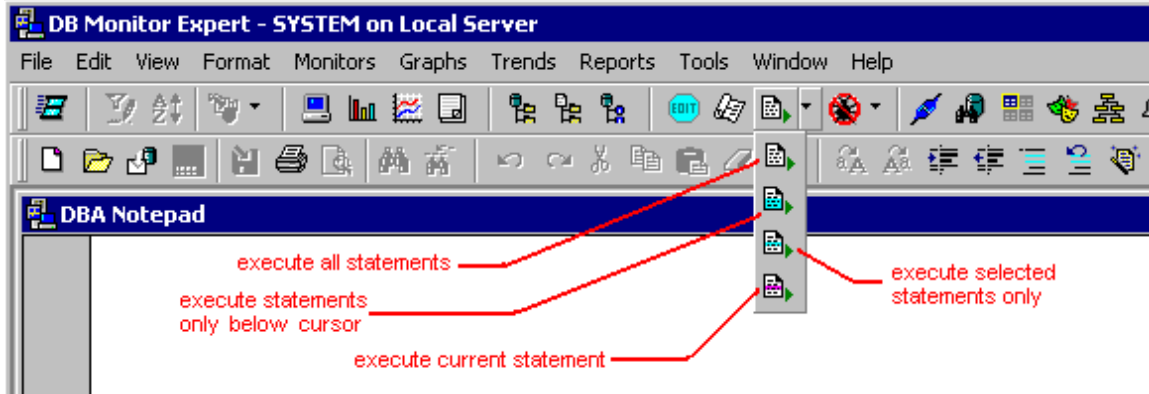 DB Monitor Expert - SYSTEM on Local Server
File Edit View Format Monitors Graphs Trends Reports Tools Window Help
EDIT
DBA Notepad
execute all statements
execute statements
only below cursor
execute selected
statements only
execute current statement